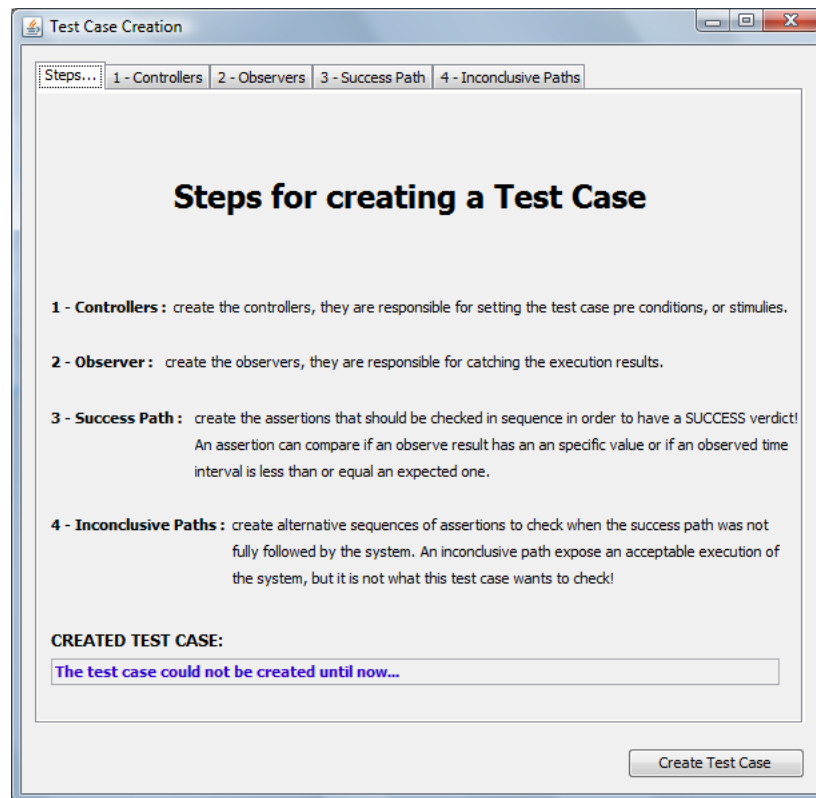 Test Case Creation
Steps... 1 - Controllers 2 - Observers 3 - Success Path 4 - Inconclusive Paths
Steps for creating a Test Case
1 - Controllers : create the controllers, they are responsible for setting the test case pre conditions, or stimulies.
2 - Observer : create the observers, they are responsible for catching the execution results.
3 - Success Path : create the assertions that should be checked in sequence in order to have a SUCCESS verdict!
An assertion can compare if an observe result has an an specific value or if an observed time
interval is less than or equal an expected one.
4 - Inconclusive Paths : create alternative sequences of assertions to check when the success path was not
fully followed by the system. An inconclusive path expose an acceptable execution of
the system, but it is not what this test case wants to check!
CREATED TEST CASE:
The test case could not be created until now...
Create Test Case